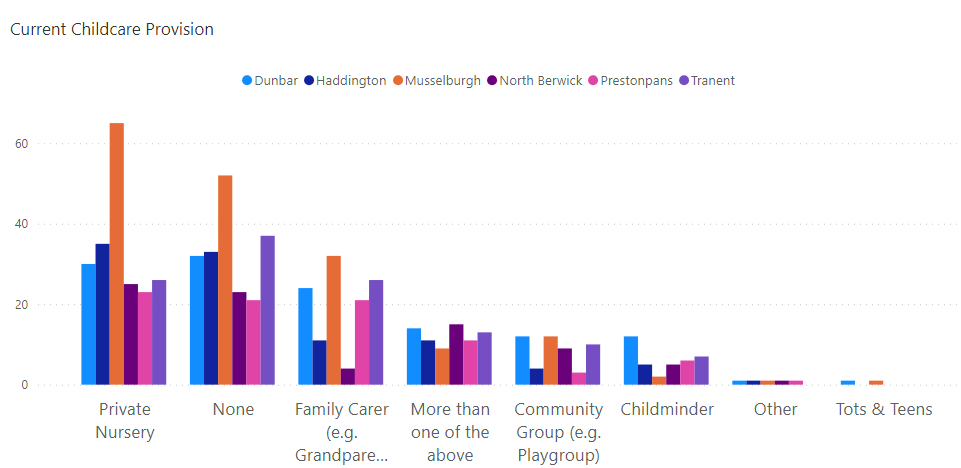 Current Childcare Provision
Dunbar Haddington Musselburgh North Berwick Prestonpans Tranent
60
40
20
0
Private
Nursery
None
Family Carer
(e.g.
Grandpare...
More than
one of the
above
Community
Group (e.g.
Playgroup)
Childminder
Other
Tots & Teens